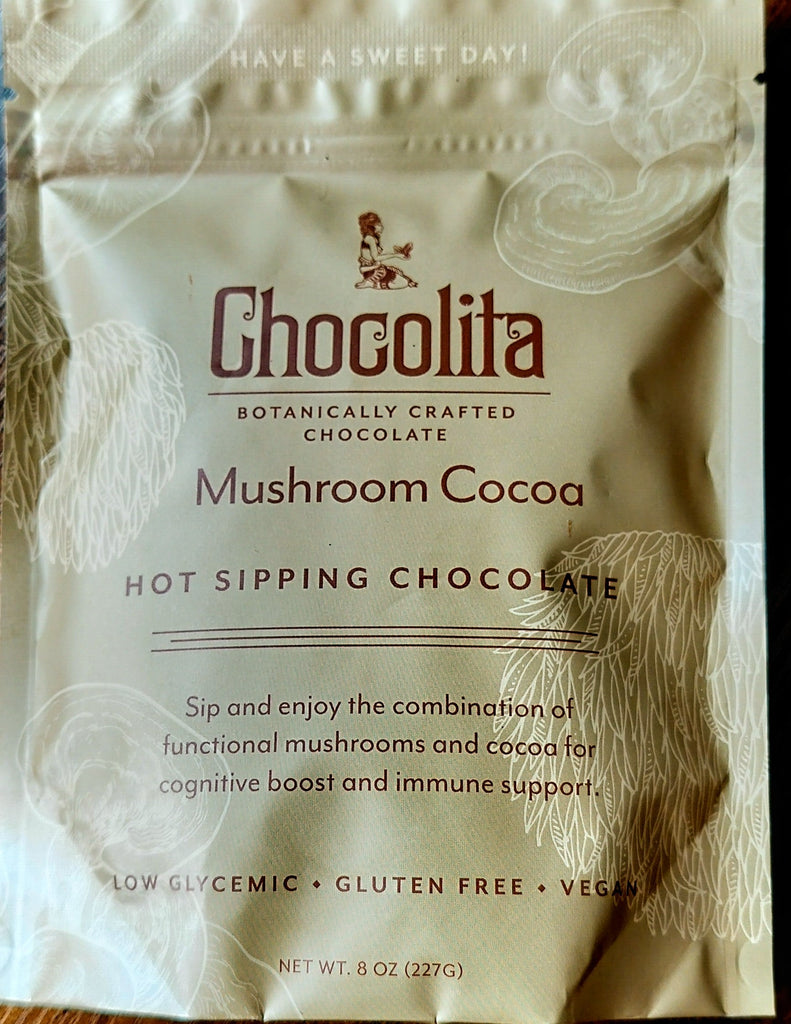 HAVE A SWEET DAY!
Chocolita
BOTANICALLY CRAFTED
CHOCOLATE
Mushroom Cocoa
HOT SIPPING CHOCOLATE
Sip and enjoy the combination of
functional mushrooms and cocoa for
cognitive boost and immune support.
LOW GLYCEMIC • GLUTEN FREE • VEGAN
NET WT. 8 OZ (227G)